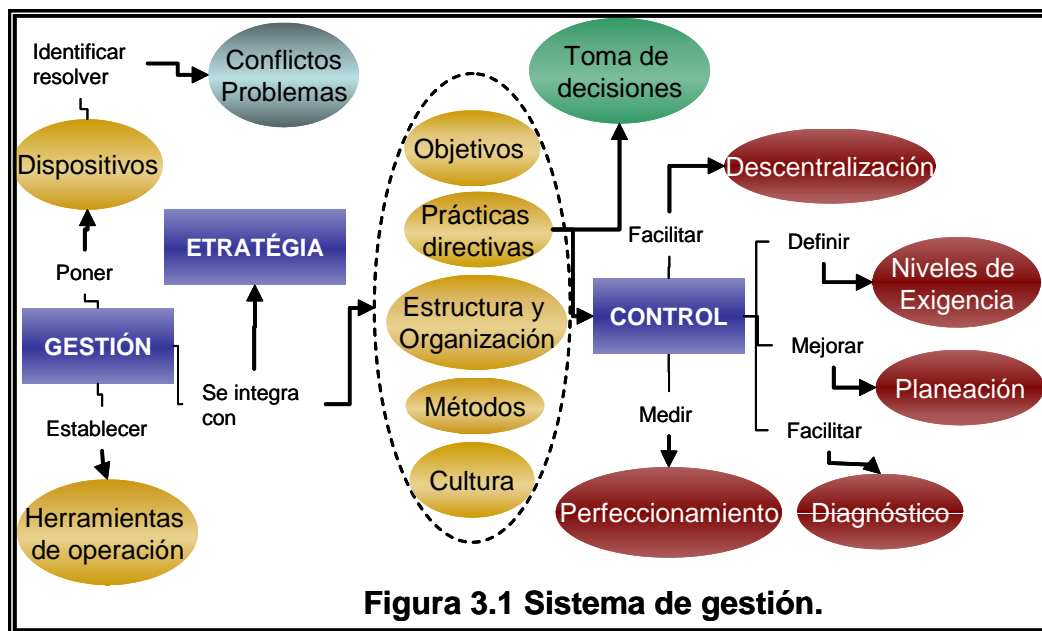 Identificar
resolver
Conflictos
Problemas
Toma de
decisiones
Dispositivos
Objetivos
Descentralización
Prácticas
directivas
Facilitar
ETRATÉGIA
Definir
Niveles de
Exigencia
Poner
GESTIÓN
Estructura y
Organización
CONTROL
Mejorar
Planeación
Se integra
con
Métodos
Medir
Establecer
Facilitar
Cultura
Herramientas
de operación
Perfeccionamiento
Diagnóstico
Figura 3.1 Sistema de gestión.